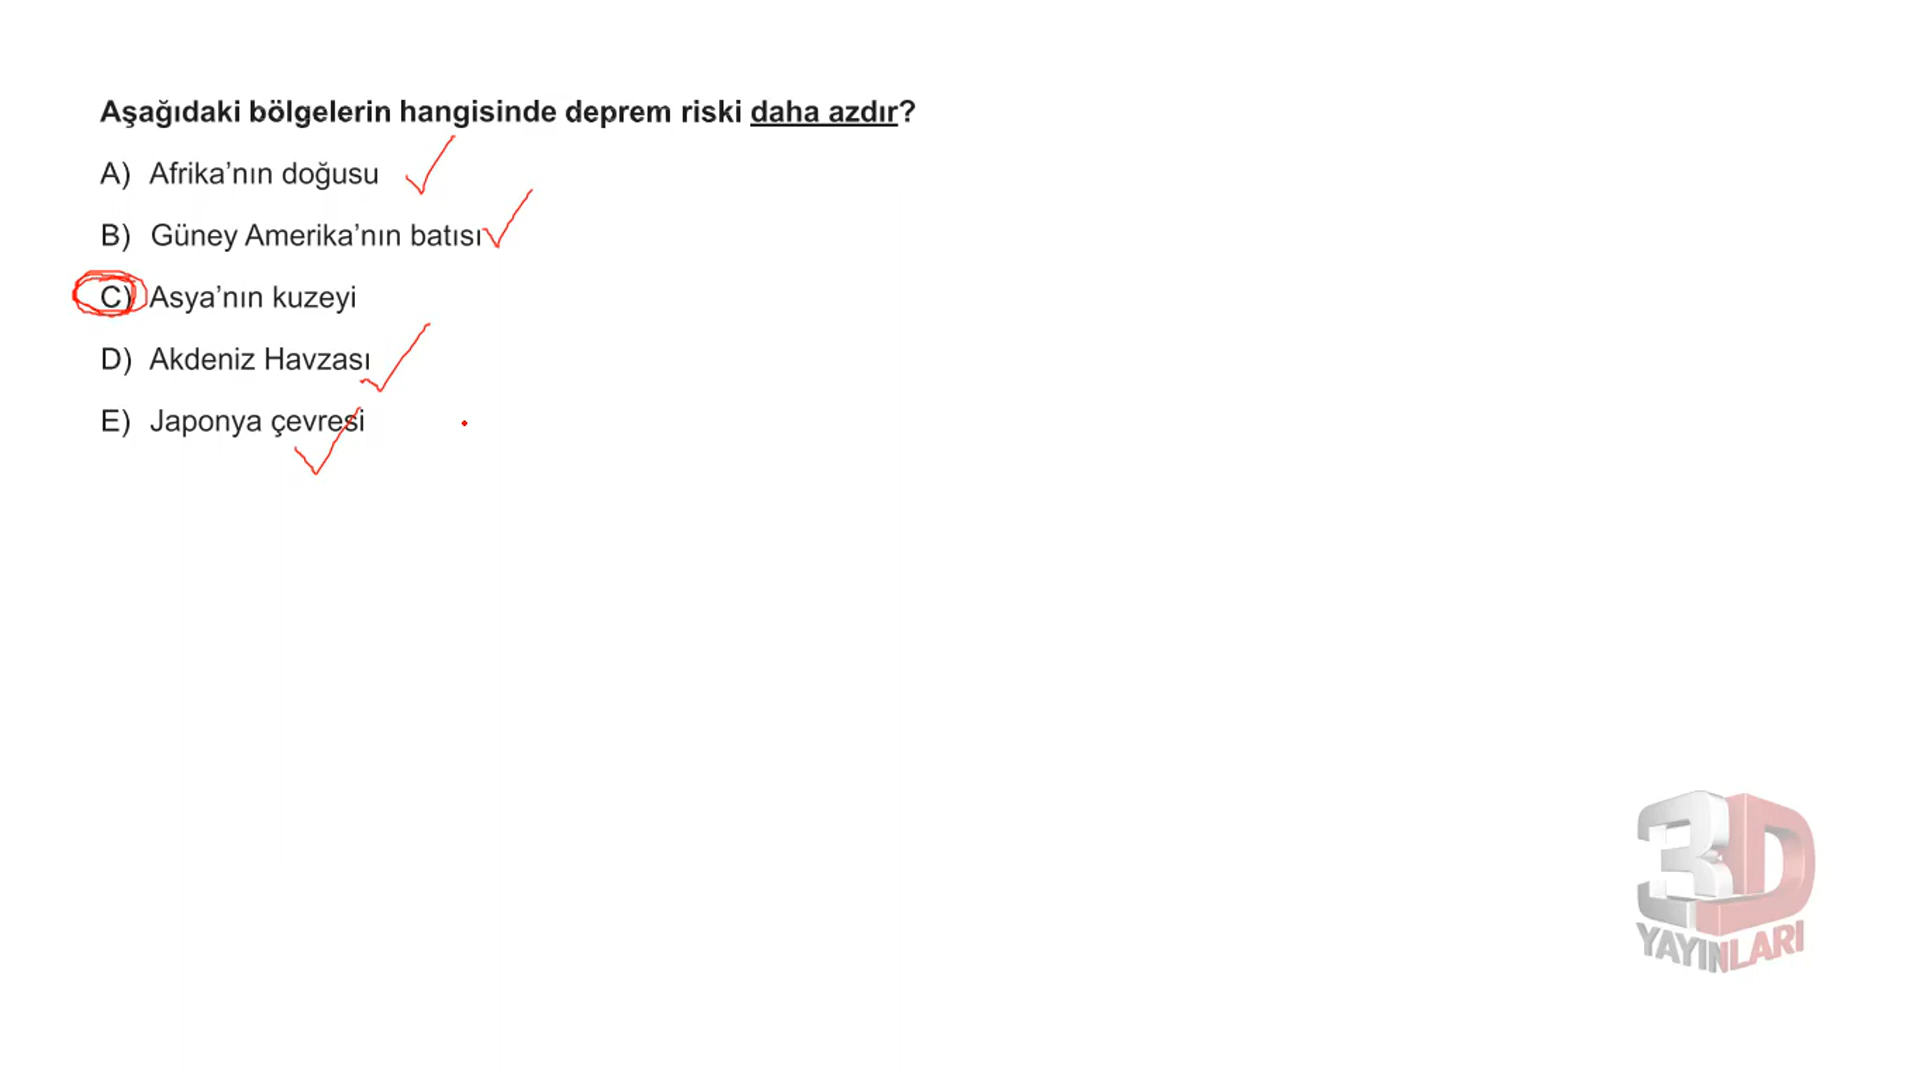 Aşağıdaki bölgelerin hangisinde deprem riski daha azdır?
A) Afrika’nın doğusu
B) Güney Amerika’nın batısı
C) Asya’nın kuzeyi
D) Akdeniz Havzası
E) Japonya çevresi
3D
YAYINLARI